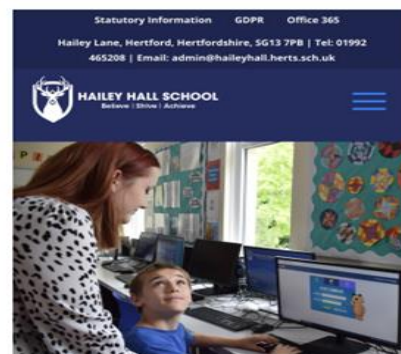 Statutory Information GDPR Office 365
Hailey Lane, Hertford, Hertfordshire, SG13 7PB | Tel: 01992
465208 | Email: admin@haileyhall.herts.sch.uk
HAILEY HALL SCHOOL
Believe | Strive | Achieve